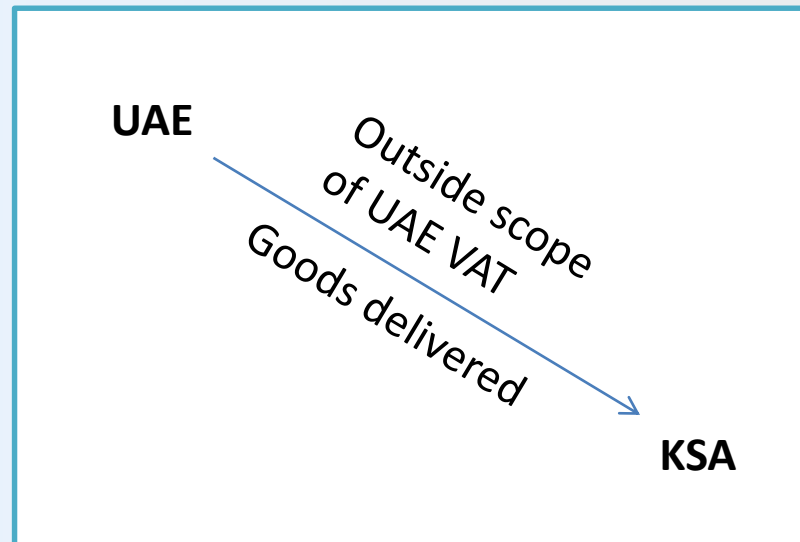 UAE
Outside scope
of UAE VAT
Goods delivered
KSA